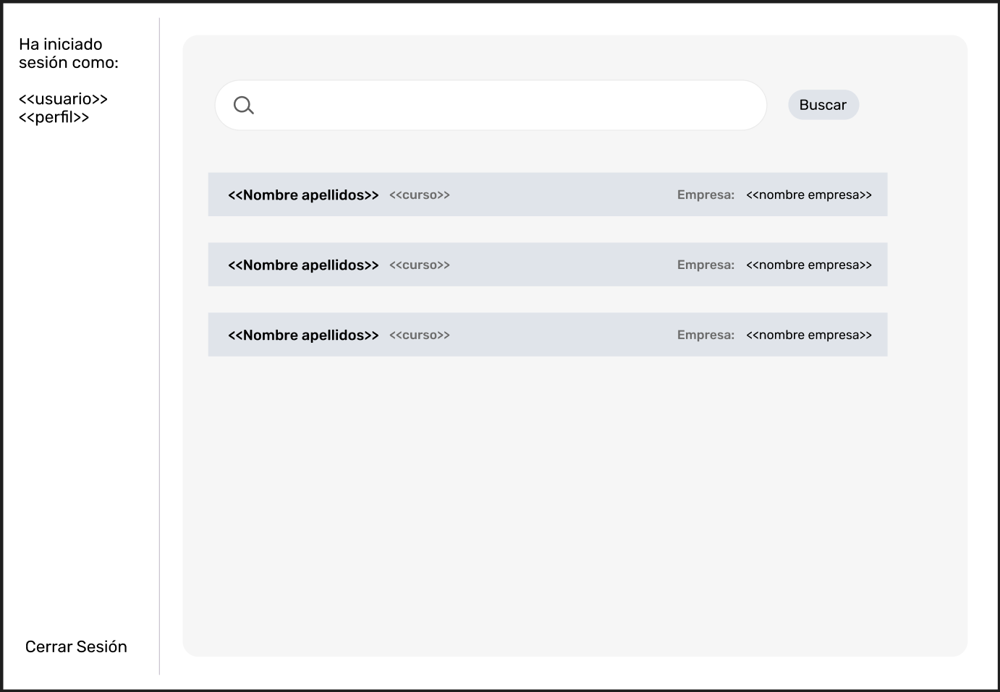 Ha iniciado
sesión como:
<<usuario>>
<<perfil>>
Buscar
<<Nombre apellidos>> <<curso>> Empresa: <<nombre empresa>>
<<Nombre apellidos>> <<curso>> Empresa: <<nombre empresa>>
<<Nombre apellidos>> <<curso>> Empresa: <<nombre empresa>>
Cerrar Sesión